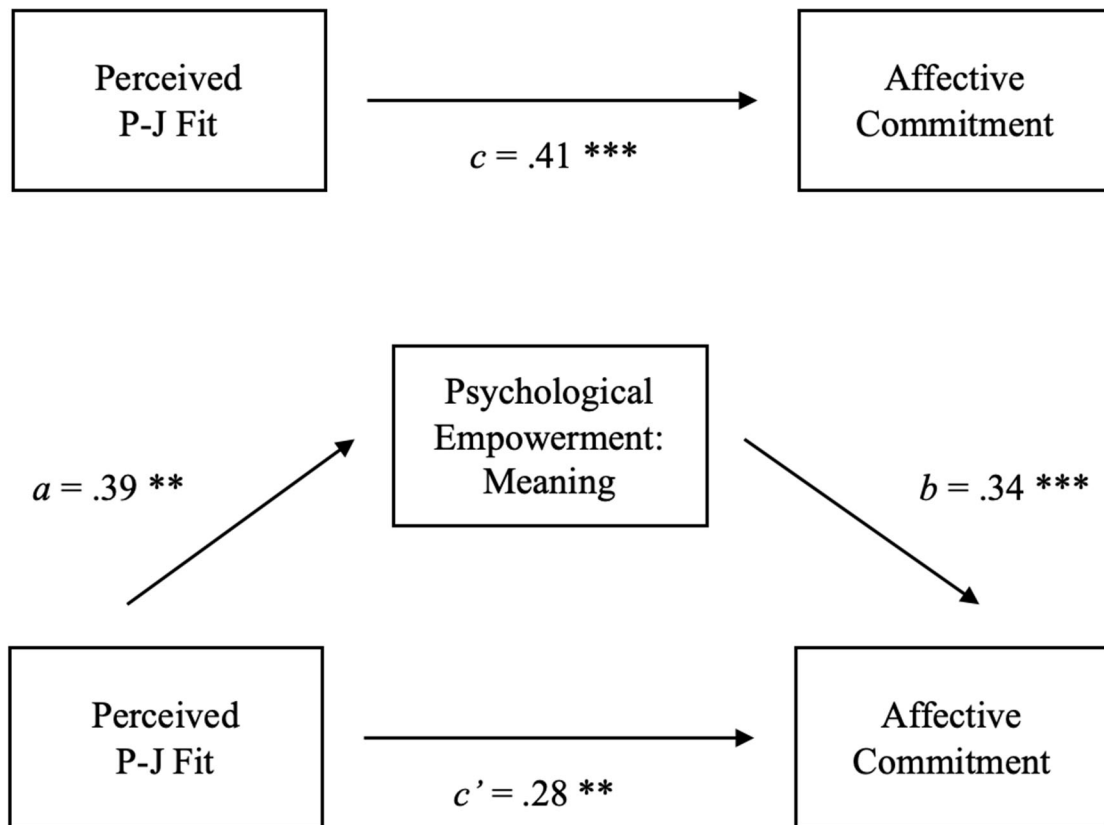 Perceived
P-J Fit
Affective
Commitment
c = .41 ***
Psychological
Empowerment:
Meaning
a = .39 **
b = .34 ***
Perceived
P-J Fit
Affective
Commitment
c’ = .28 **